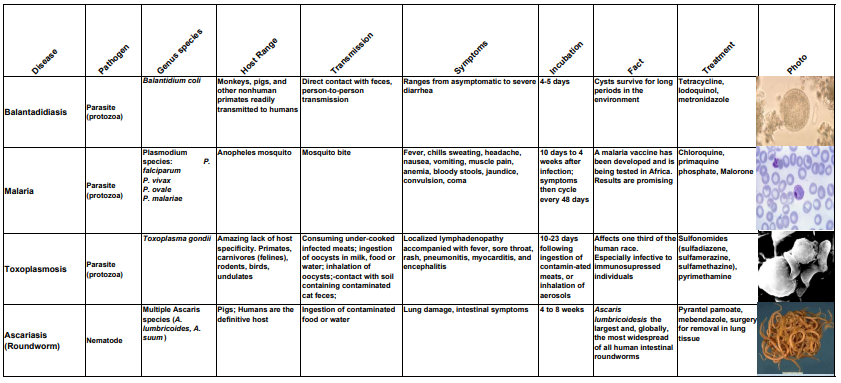 Disease
Pathogen
Genus species
Host Range
Transmission
Symptoms
Incubation
Fact
Treatment
Photo
Balantadidiasis
Parasite
(protozoa)
Balantidium coli
Monkeys, pigs, and
other nonhuman
primates readily
transmitted to humans
Direct contact with feces,
person-to-person
transmission
Ranges from asymptomatic to severe
diarrhea
4-5 days
Cysts survive for long
periods in the
environment
Tetracycline,
Iodoquinol,
metronidazole
Malaria
Parasite
(protozoa)
Plasmodium
species: P.
falciparum
P. vivax
P. ovale
P. malariae
Anopheles mosquito
Mosquito bite
Fever, chills sweating, headache,
nausea, vomiting, muscle pain,
anemia, bloody stools, jaundice,
convulsion, coma
10 days to 4
weeks after
infection;
symptoms
then cycle
every 48 days
A malaria vaccine has
been developed and is
being tested in Africa.
Results are promising
Chloroquine,
primaquine
phosphate, Malorone
Toxoplasmosis
Parasite
(protozoa)
Toxoplasma gondii
Amazing lack of host
specificity. Primates,
carnivores (felines),
rodents, birds,
undulates
Consuming under-cooked
infected meats; ingestion
of oocysts in milk, food or
water; inhalation of
oocysts;-contact with soil
containing contaminated
cat feces;
Localized lymphadenopathy
accompanied with fever, sore throat,
rash, pneumonitis, myocarditis, and
encephalitis
10-23 days
following
ingestion of
contamin-ated
meats, or
inhalation of
aerosols
Affects one third of the
human race.
Especially infective to
immunosupressed
individuals
Sulfonomides
(sulfadiazene,
sulfamerazine,
sulfamethazine),
pyrimethamine
Ascariasis
(Roundworm)
Nematode
Multiple Ascaris
species (A.
lumbricoides, A.
suum)
Pigs; Humans are the
definitive host
Ingestion of contaminated
food or water
Lung damage, intestinal symptoms
4 to 8 weeks
Ascaris
lumbricoidesis the
largest and, globally,
the most widespread
of all human intestinal
roundworms
Pyrantel pamoate,
mebendazole, surgery
for removal in lung
tissue